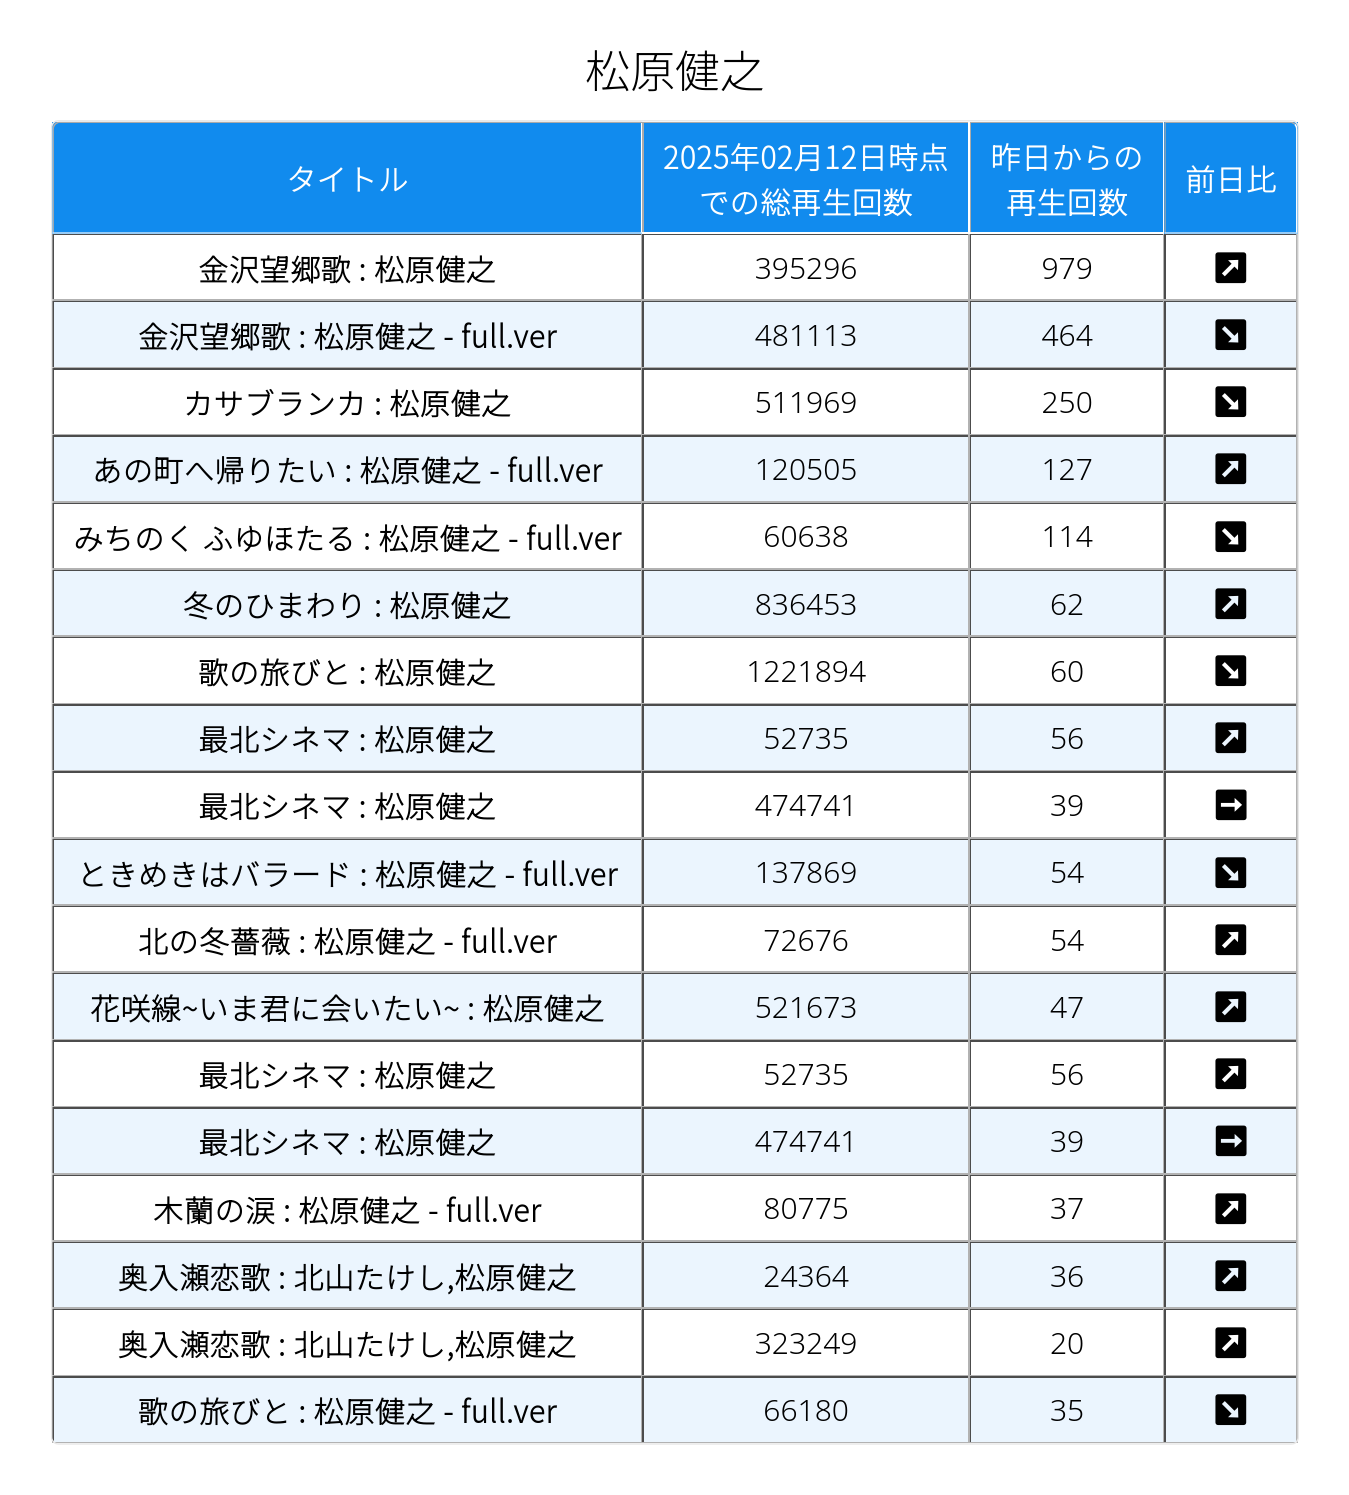 松原健之
タイトル 2025年02月12日時点での総再生回数 昨日からの再生回数 前日比
金沢望郷歌 : 松原健之 395296 979 ↗
金沢望郷歌 : 松原健之 - full.ver 481113 464 ↘
カサブランカ : 松原健之 511969 250 ↘
あの町へ帰りたい : 松原健之 - full.ver 120505 127 ↗
みちのく ふゆほたる : 松原健之 - full.ver 60638 114 ↘
冬のひまわり : 松原健之 836453 62 ↗
歌の旅びと : 松原健之 1221894 60 ↘
最北シネマ : 松原健之 52735 56 ↗
最北シネマ : 松原健之 474741 39 →
ときめきはバラード : 松原健之 - full.ver 137869 54 ↘
北の冬薔薇 : 松原健之 - full.ver 72676 54 ↗
花咲線~いま君に会いたい~ : 松原健之 521673 47 ↗
最北シネマ : 松原健之 52735 56 ↗
最北シネマ : 松原健之 474741 39 →
木蘭の涙 : 松原健之 - full.ver 80775 37 ↗
奥入瀬恋歌 : 北山たけし,松原健之 24364 36 ↗
奥入瀬恋歌 : 北山たけし,松原健之 323249 20 ↗
歌の旅びと : 松原健之 - full.ver 66180 35 ↘